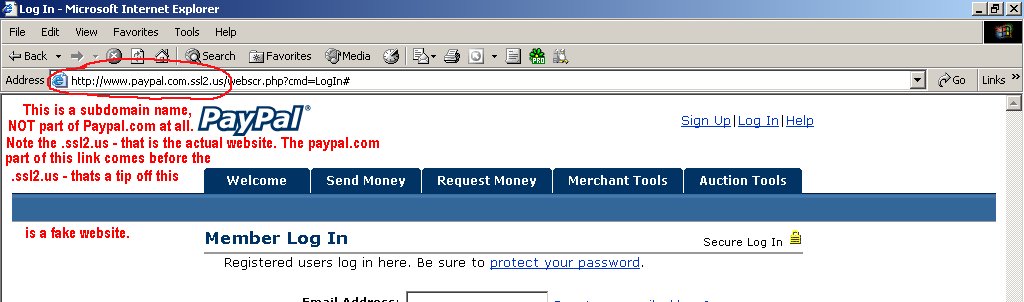 Log In - Microsoft Internet Explorer
File Edit View Favorites Tools Help
Back Search Favorites Media PRO
Address http://www.paypal.com.ssl2.us/webscr.php?cmd=LogIn# Go Links »
This is a subdomain name,
NOT part of Paypal.com at all.
Note the .ssl2.us - that is the actual website. The paypal.com
part of this link comes before the
.ssl2.us - thats a tip off this
is a fake website.
PayPal®
Sign Up | Log In | Help
Welcome Send Money Request Money Merchant Tools Auction Tools
Member Log In Secure Log In
Registered users log in here. Be sure to protect your password.
Email Address: